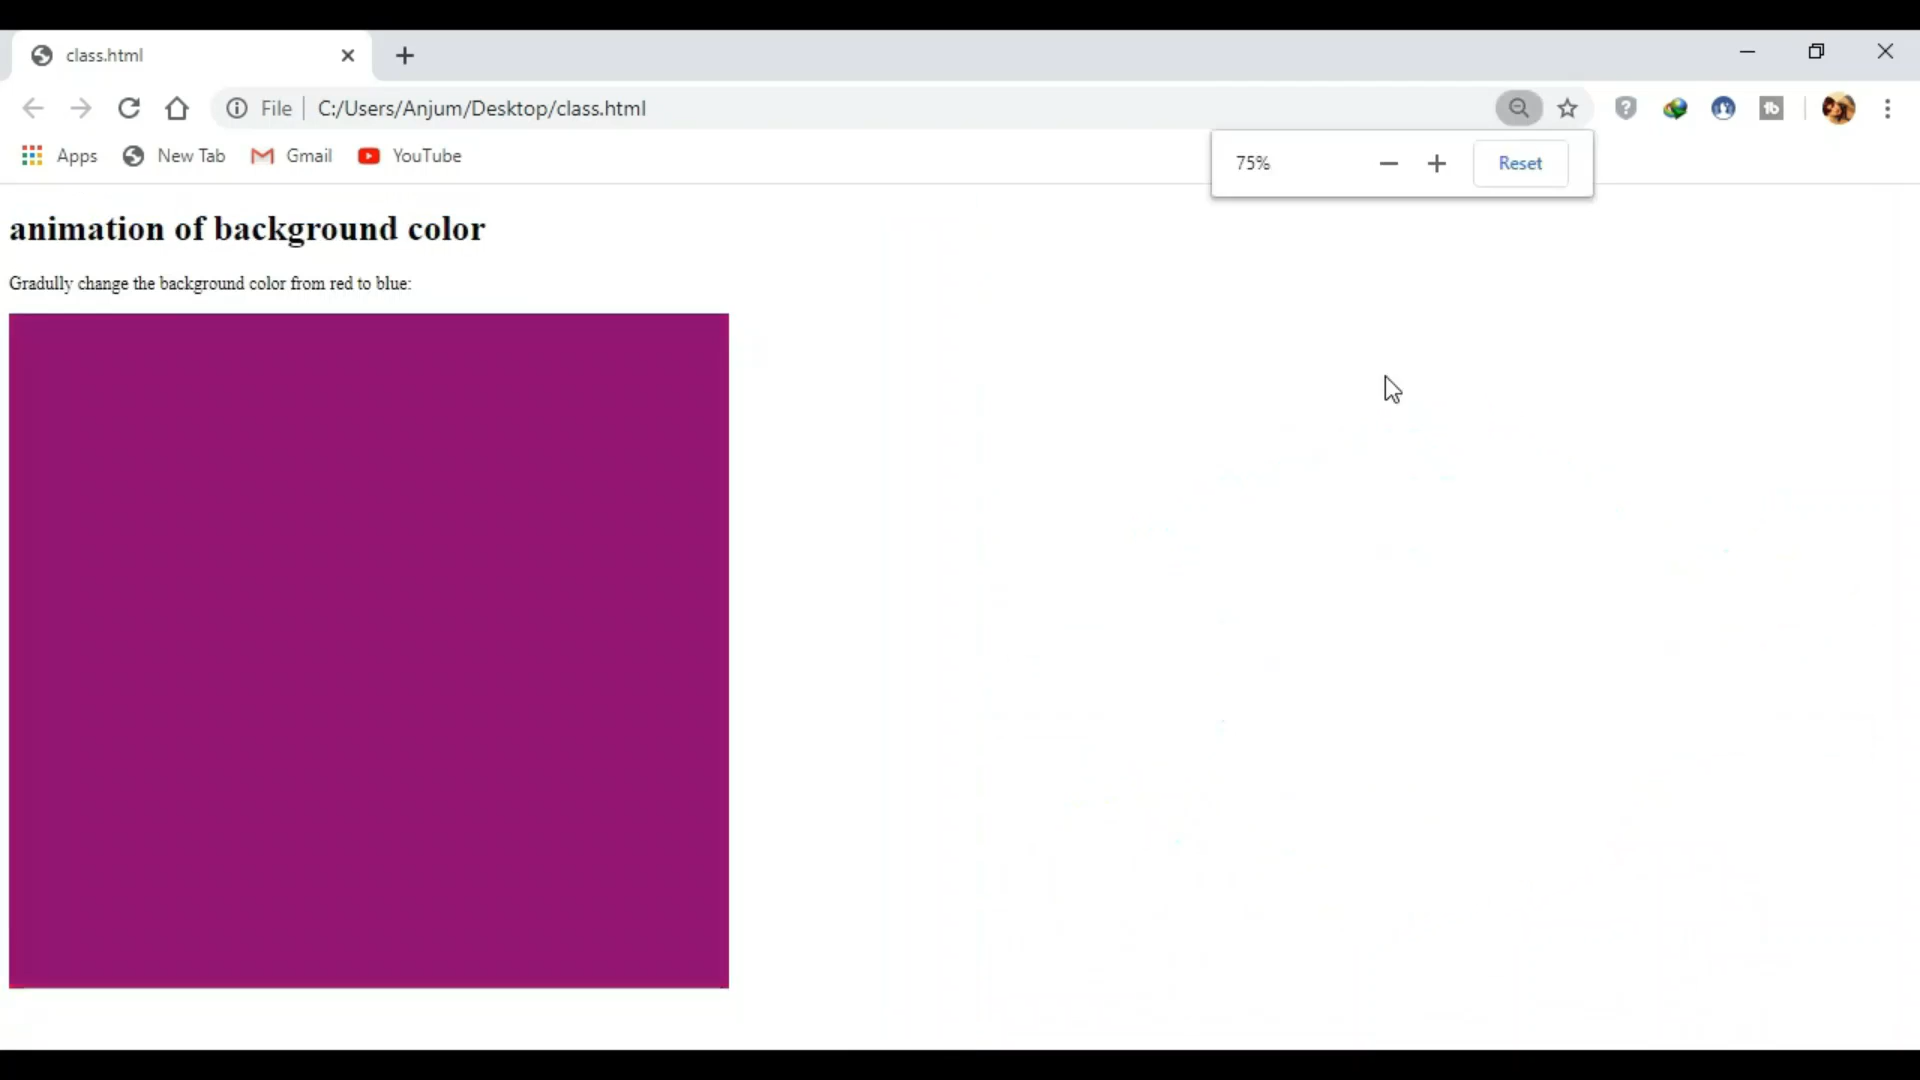 class.html
File C:/Users/Anjum/Desktop/class.html
Apps New Tab Gmail YouTube
75% Reset
animation of background color
Gradully change the background color from red to blue: